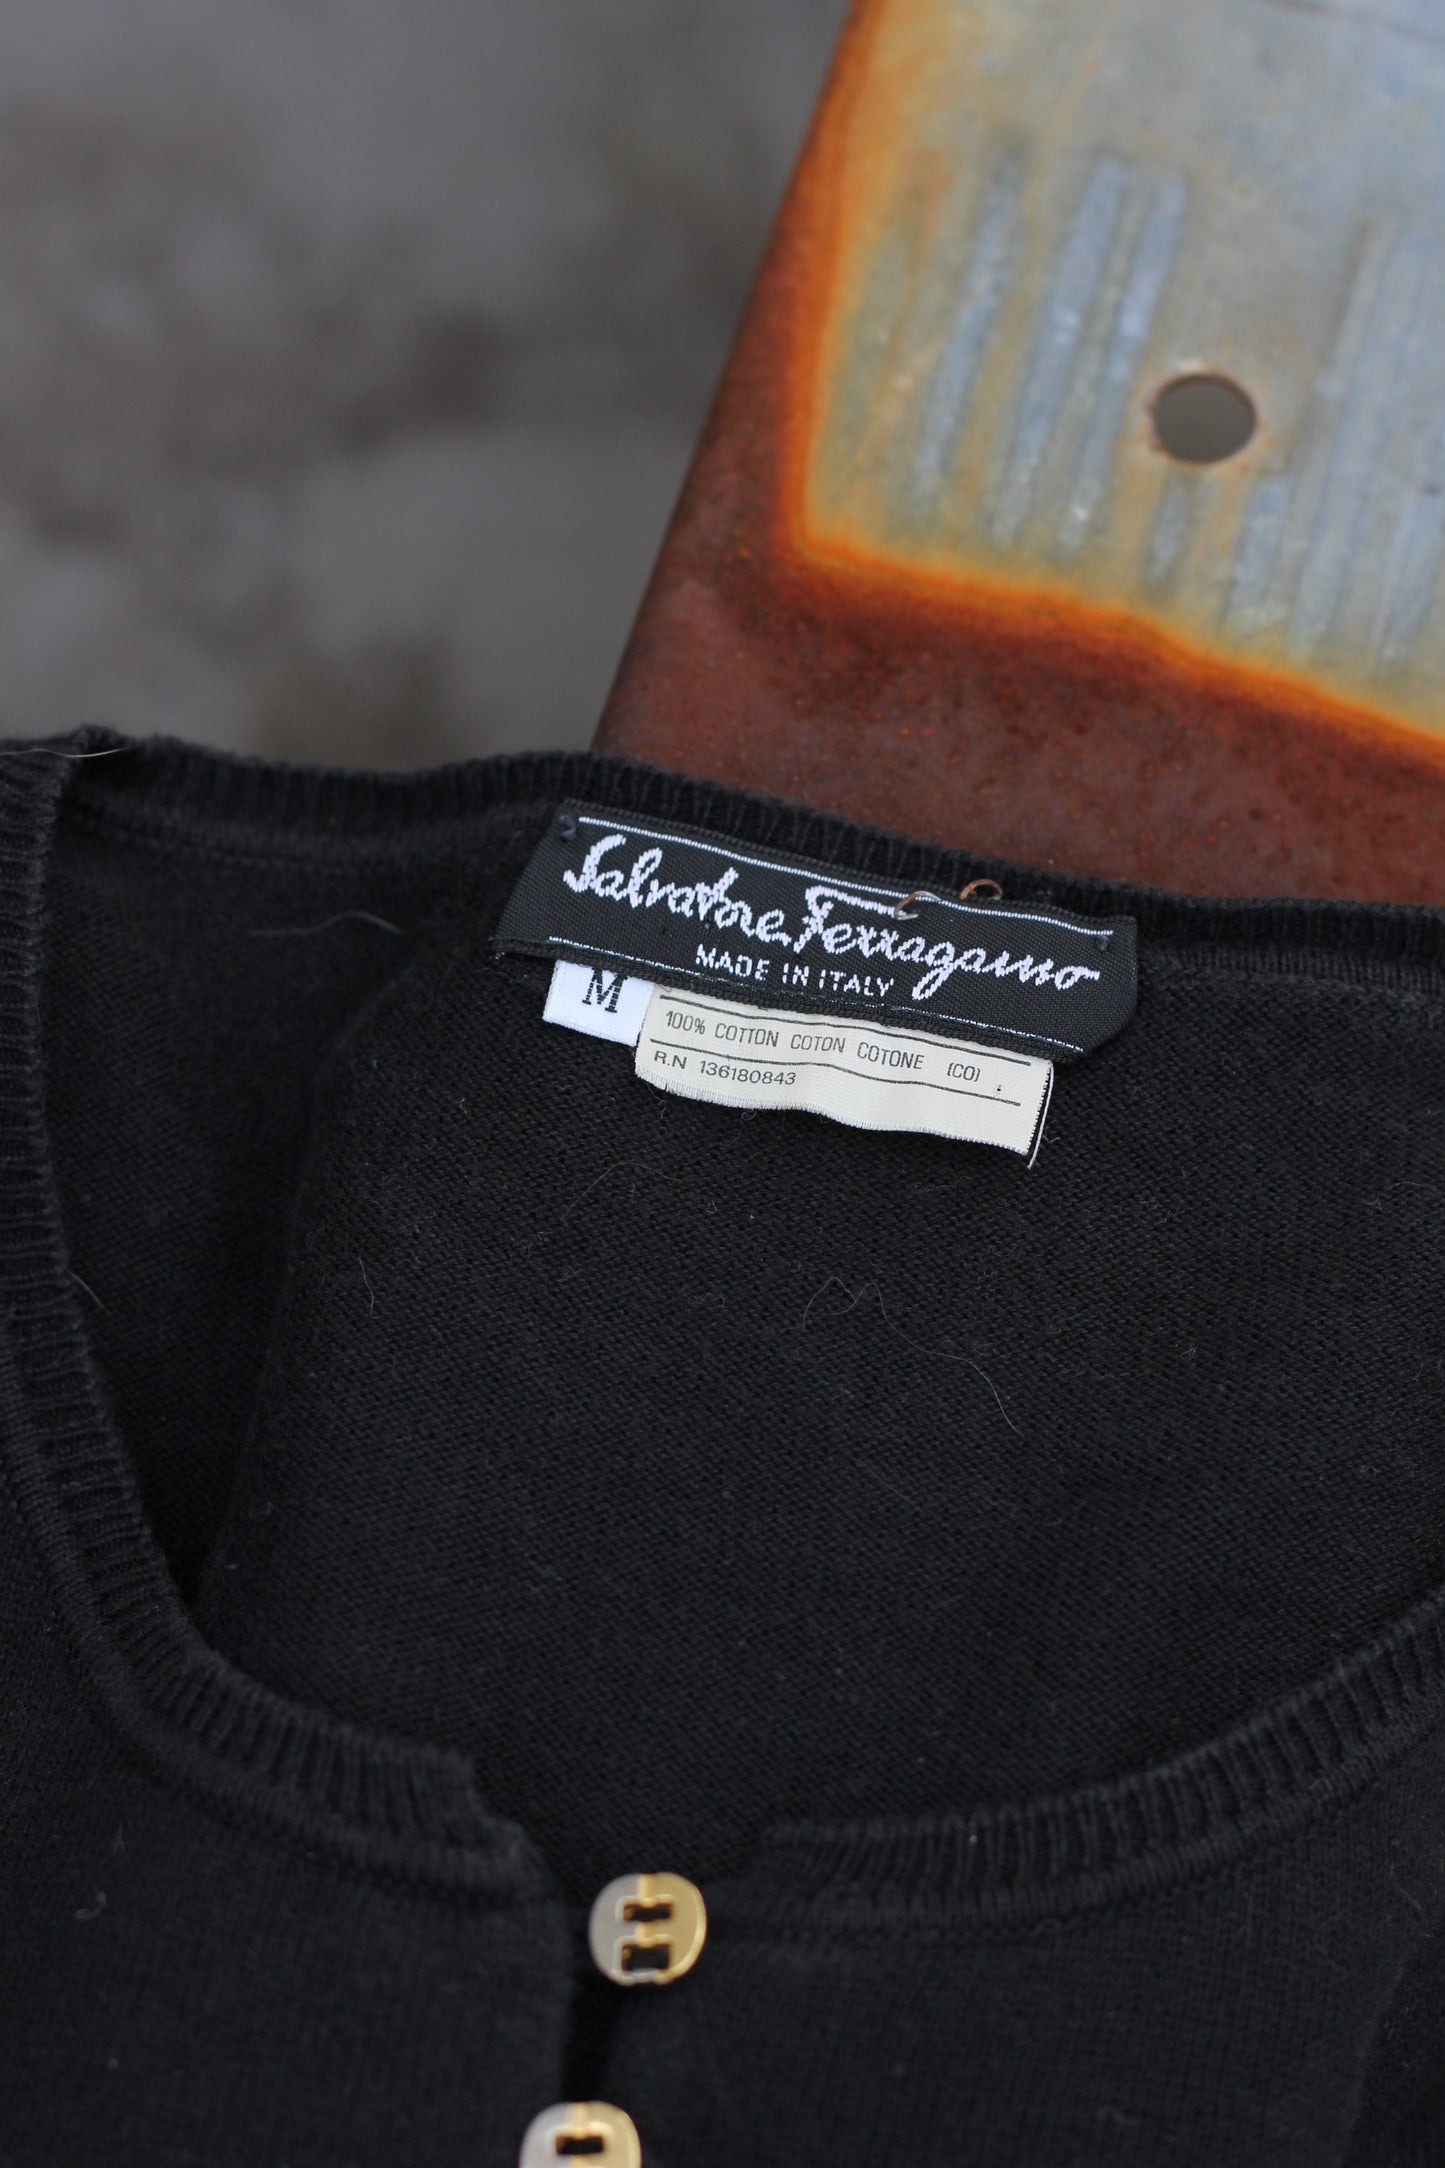 Salvatore Ferragamo
MADE IN ITALY
M
100% COTTON COTON COTONE (CO)
R.N 136180843